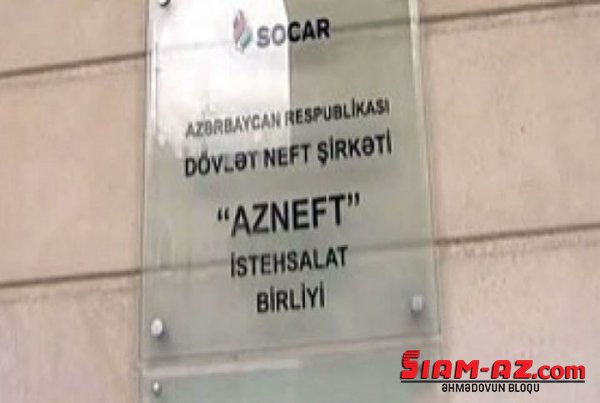 SOCAR
AZƏRBAYCAN RESPUBLİKASI
DÖVLƏT NEFT ŞİRKƏTİ
“AZNEFT”
İSTEHSALAT
BİRLİYİ
SIAM-AZ.com
ƏHMƏDOVUN BLOQU